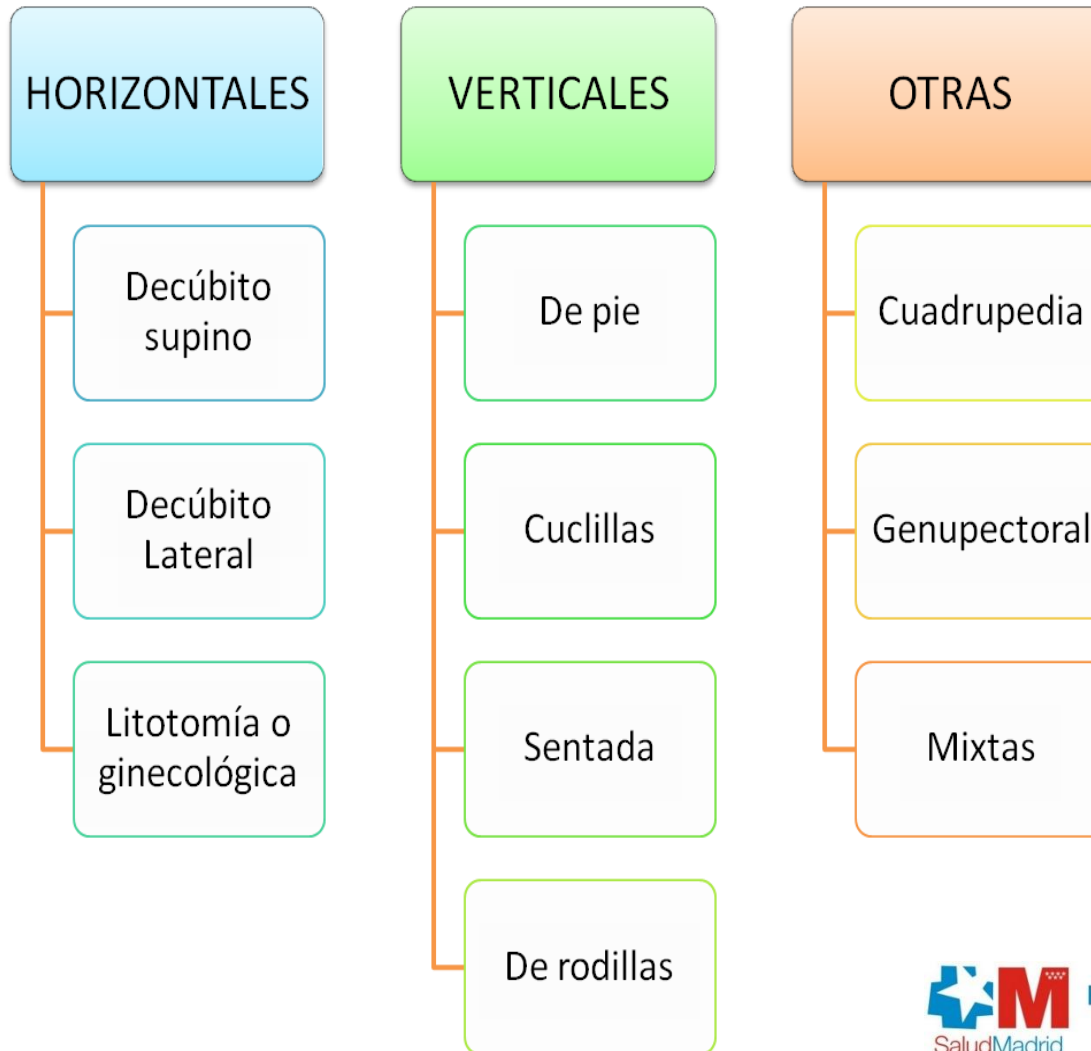 HORIZONTALES
Decúbito
supino
Decúbito
Lateral
Litotomía o
ginecológica
VERTICALES
De pie
Cuclillas
Sentada
De rodillas
OTRAS
Cuadrupedia
Genupectoral
Mixtas
M
SaludMadrid